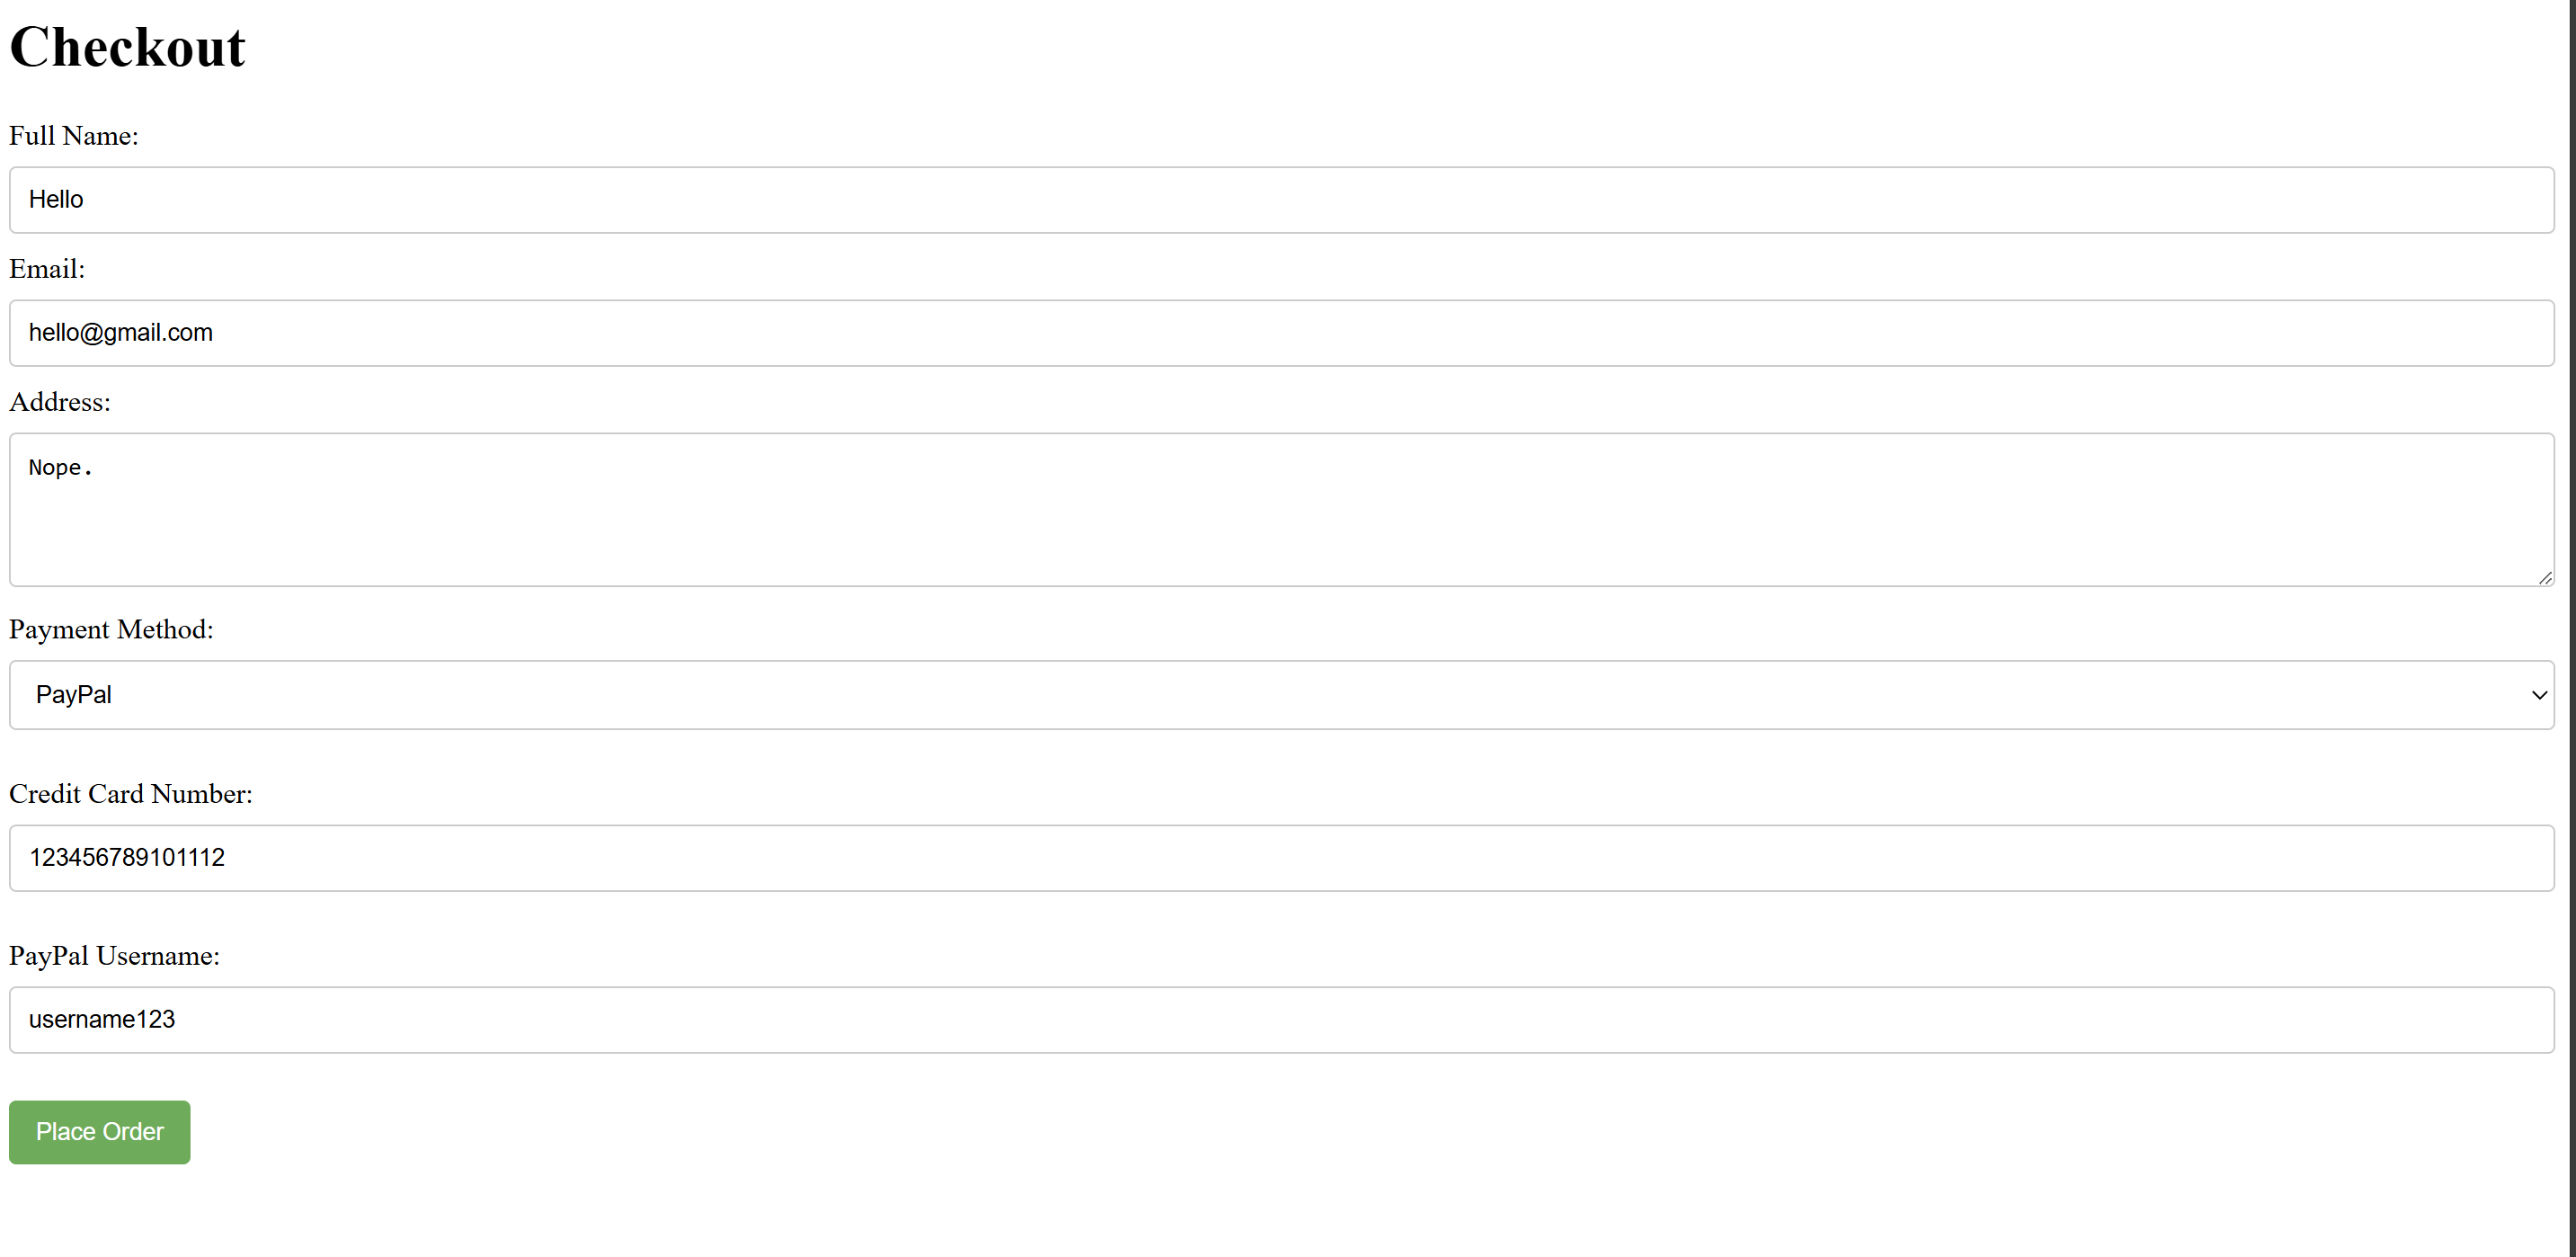 Checkout
Full Name:
Hello
Email:
hello@gmail.com
Address:
Nope.
Payment Method:
PayPal
Credit Card Number:
123456789101112
PayPal Username:
username123
Place Order